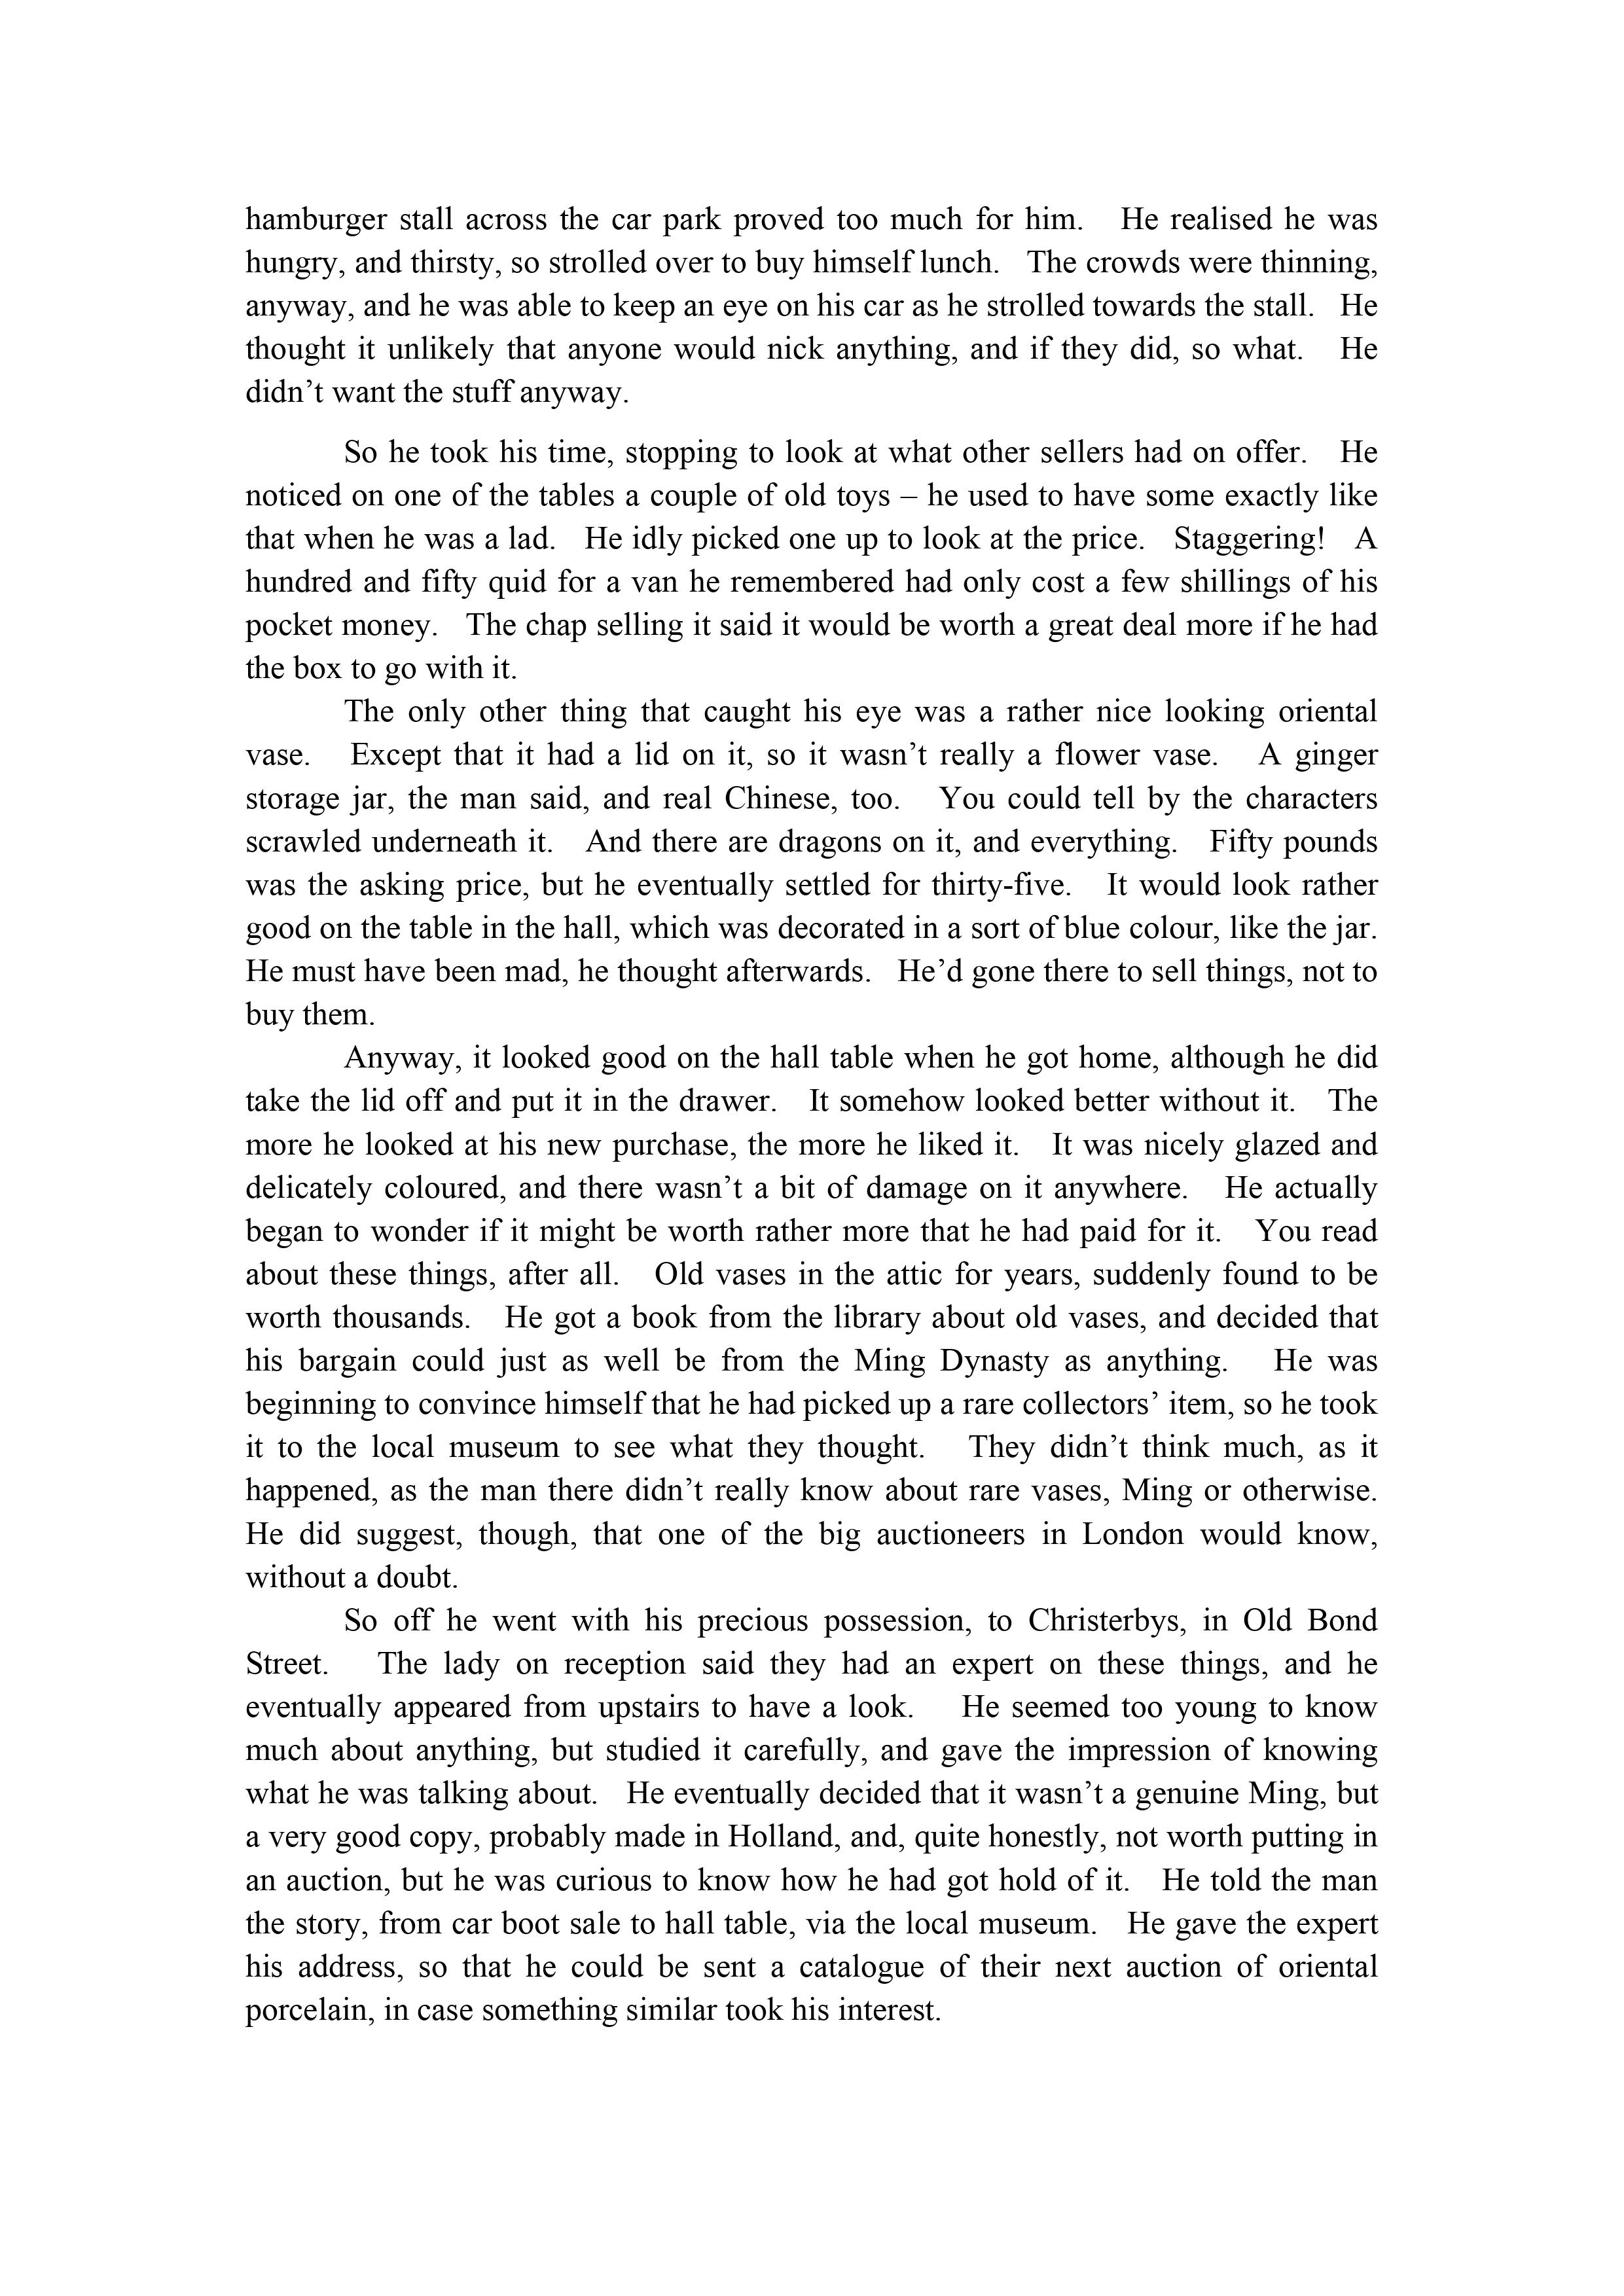 hamburger stall across the car park proved too much for him.   He realised he was
hungry, and thirsty, so strolled over to buy himself lunch.   The crowds were thinning,
anyway, and he was able to keep an eye on his car as he strolled towards the stall.   He
thought it unlikely that anyone would nick anything, and if they did, so what.   He
didn’t want the stuff anyway.
So he took his time, stopping to look at what other sellers had on offer.   He
noticed on one of the tables a couple of old toys – he used to have some exactly like
that when he was a lad.   He idly picked one up to look at the price.   Staggering!   A
hundred and fifty quid for a van he remembered had only cost a few shillings of his
pocket money.   The chap selling it said it would be worth a great deal more if he had
the box to go with it.
The only other thing that caught his eye was a rather nice looking oriental
vase.   Except that it had a lid on it, so it wasn’t really a flower vase.   A ginger
storage jar, the man said, and real Chinese, too.   You could tell by the characters
scrawled underneath it.   And there are dragons on it, and everything.   Fifty pounds
was the asking price, but he eventually settled for thirty-five.   It would look rather
good on the table in the hall, which was decorated in a sort of blue colour, like the jar.
He must have been mad, he thought afterwards.   He’d gone there to sell things, not to
buy them.
Anyway, it looked good on the hall table when he got home, although he did
take the lid off and put it in the drawer.   It somehow looked better without it.   The
more he looked at his new purchase, the more he liked it.   It was nicely glazed and
delicately coloured, and there wasn’t a bit of damage on it anywhere.   He actually
began to wonder if it might be worth rather more that he had paid for it.   You read
about these things, after all.   Old vases in the attic for years, suddenly found to be
worth thousands.   He got a book from the library about old vases, and decided that
his bargain could just as well be from the Ming Dynasty as anything.   He was
beginning to convince himself that he had picked up a rare collectors’ item, so he took
it to the local museum to see what they thought.   They didn’t think much, as it
happened, as the man there didn’t really know about rare vases, Ming or otherwise.
He did suggest, though, that one of the big auctioneers in London would know,
without a doubt.
So off he went with his precious possession, to Christerbys, in Old Bond
Street.   The lady on reception said they had an expert on these things, and he
eventually appeared from upstairs to have a look.   He seemed too young to know
much about anything, but studied it carefully, and gave the impression of knowing
what he was talking about.   He eventually decided that it wasn’t a genuine Ming, but
a very good copy, probably made in Holland, and, quite honestly, not worth putting in
an auction, but he was curious to know how he had got hold of it.   He told the man
the story, from car boot sale to hall table, via the local museum.   He gave the expert
his address, so that he could be sent a catalogue of their next auction of oriental
porcelain, in case something similar took his interest.